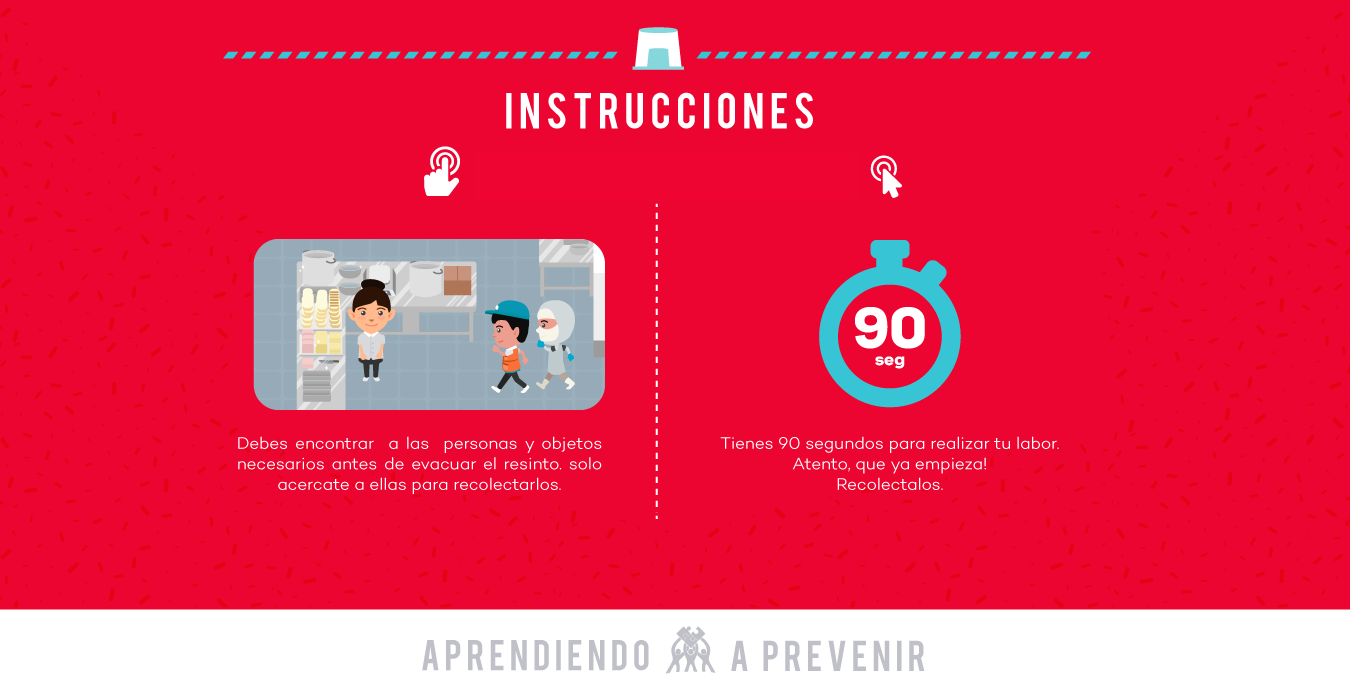 INSTRUCCIONES
Debes encontrar a las personas y objetos
necesarios antes de evacuar el resinto. solo
acercate a ellas para recolectarlos.
90
seg
Tienes 90 segundos para realizar tu labor.
Atento, que ya empieza!
Recolectalos.
APRENDIENDO A PREVENIR